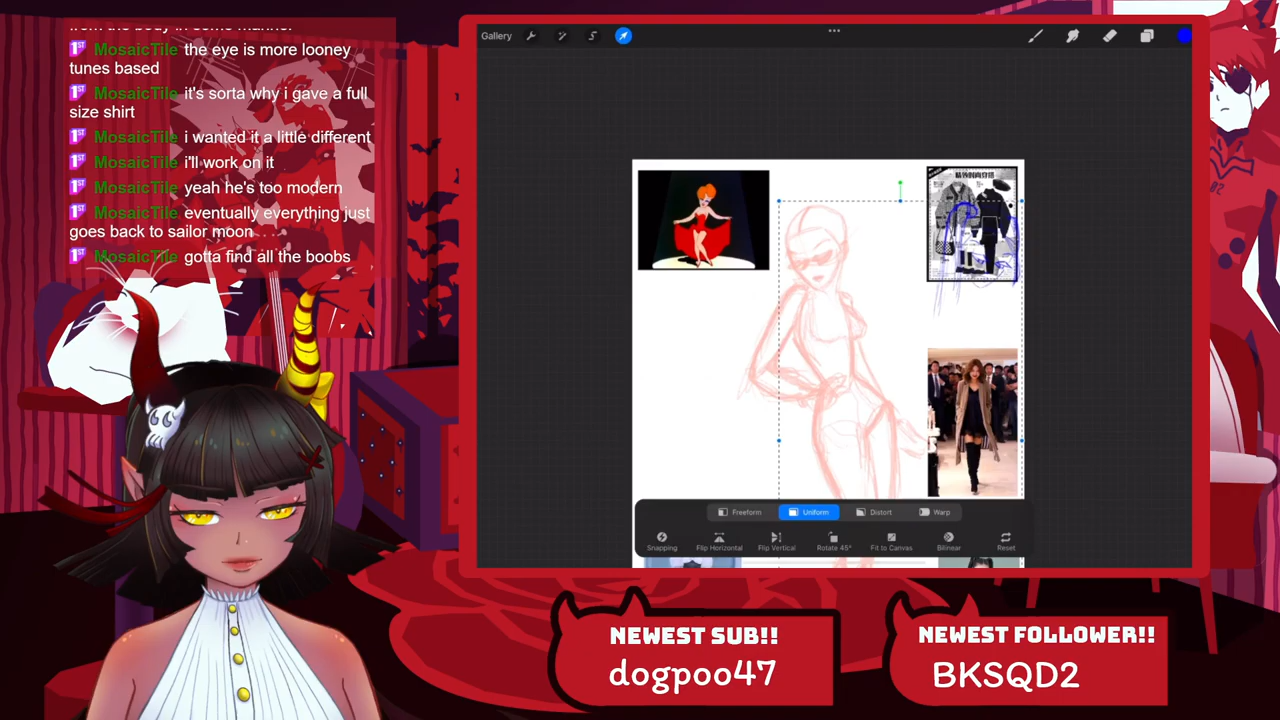 MosaicTile the eye is more looney
tunes based
MosaicTile it's sorta why i gave a full
size shirt
MosaicTile i wanted it a little different
MosaicTile i'll work on it
MosaicTile yeah he's too modern
MosaicTile eventually everything just
goes back to sailor moon
MosaicTile gotta find all the boobs
Gallery
Freeform Uniform Distort Warp
Snapping Flip Horizontal Flip Vertical Rotate 45° Fit to Canvas Bilinear Reset
NEWEST SUB!!
dogpoo47
NEWEST FOLLOWER!!
BKSQD2